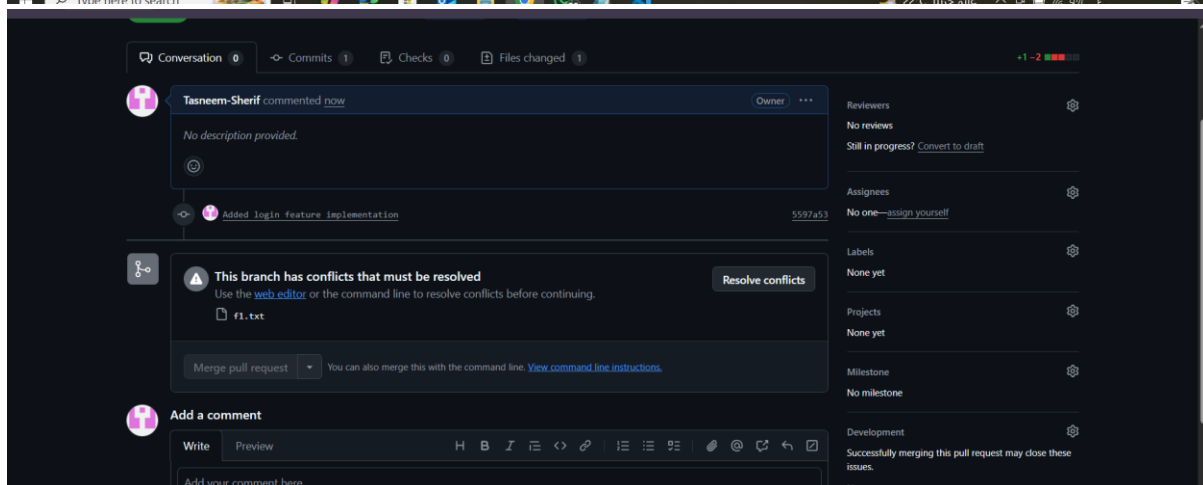 Type here to search
Conversation 0
Commits 1
Checks 0
Files changed 1
+1 −2
Tasneem-Sherif commented now
Owner
No description provided.
Added login feature implementation
5597a53
This branch has conflicts that must be resolved
Use the web editor or the command line to resolve conflicts before continuing.
f1.txt
Resolve conflicts
Merge pull request
You can also merge this with the command line. View command line instructions.
Add a comment
Write
Preview
H B I
Add your comment here
Reviewers
No reviews
Still in progress? Convert to draft
Assignees
No one—assign yourself
Labels
None yet
Projects
None yet
Milestone
No milestone
Development
Successfully merging this pull request may close these
issues.